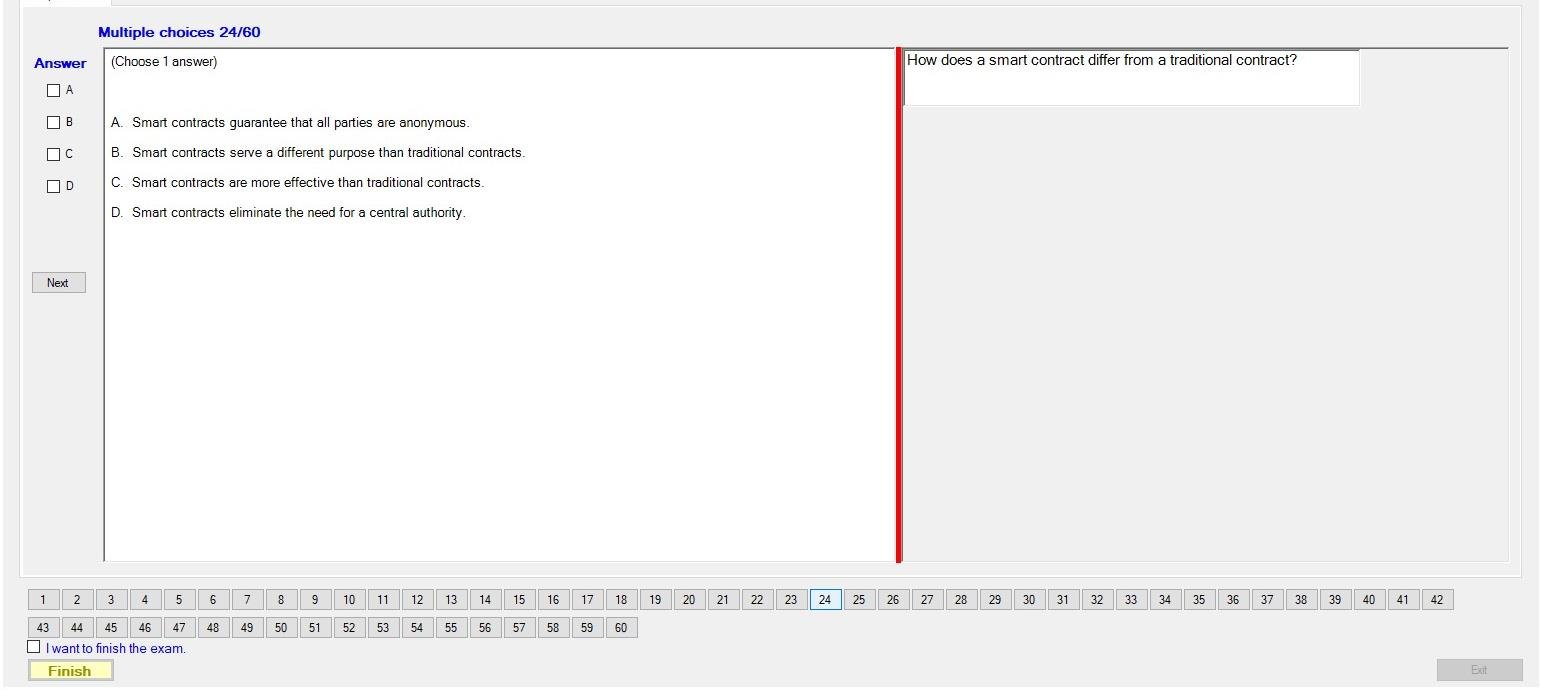 Multiple choices 24/60
Answer
A
B
C
D
Next
(Choose 1 answer)
A. Smart contracts guarantee that all parties are anonymous.
B. Smart contracts serve a different purpose than traditional contracts.
C. Smart contracts are more effective than traditional contracts.
D. Smart contracts eliminate the need for a central authority.
How does a smart contract differ from a traditional contract?
1 2 3 4 5 6 7 8 9 10 11 12 13 14 15 16 17 18 19 20 21 22 23 24 25 26 27 28 29 30 31 32 33 34 35 36 37 38 39 40 41 42
43 44 45 46 47 48 49 50 51 52 53 54 55 56 57 58 59 60
I want to finish the exam.
Finish
Exit